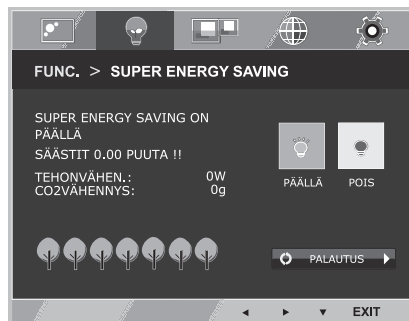 FUNC. > SUPER ENERGY SAVING
SUPER ENERGY SAVING ON
PÄÄLLÄ
SÄÄSTIT 0.00 PUUTA !!
TEHONVÄHEN.: 0W
CO2VÄHENNYS: 0g
PÄÄLLÄ POIS
PALAUTUS
EXIT